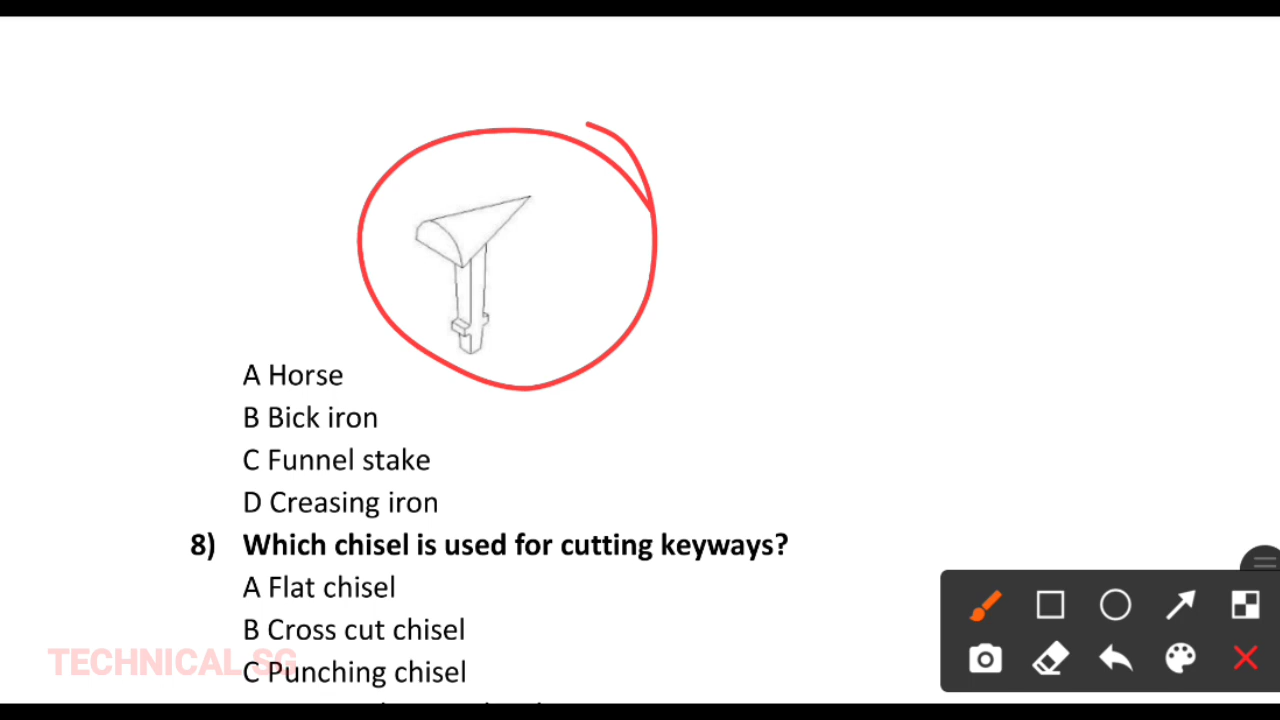 A Horse
B Bick iron
C Funnel stake
D Creasing iron
8) Which chisel is used for cutting keyways?
A Flat chisel
B Cross cut chisel
TECHNICAL SG
C Punching chisel